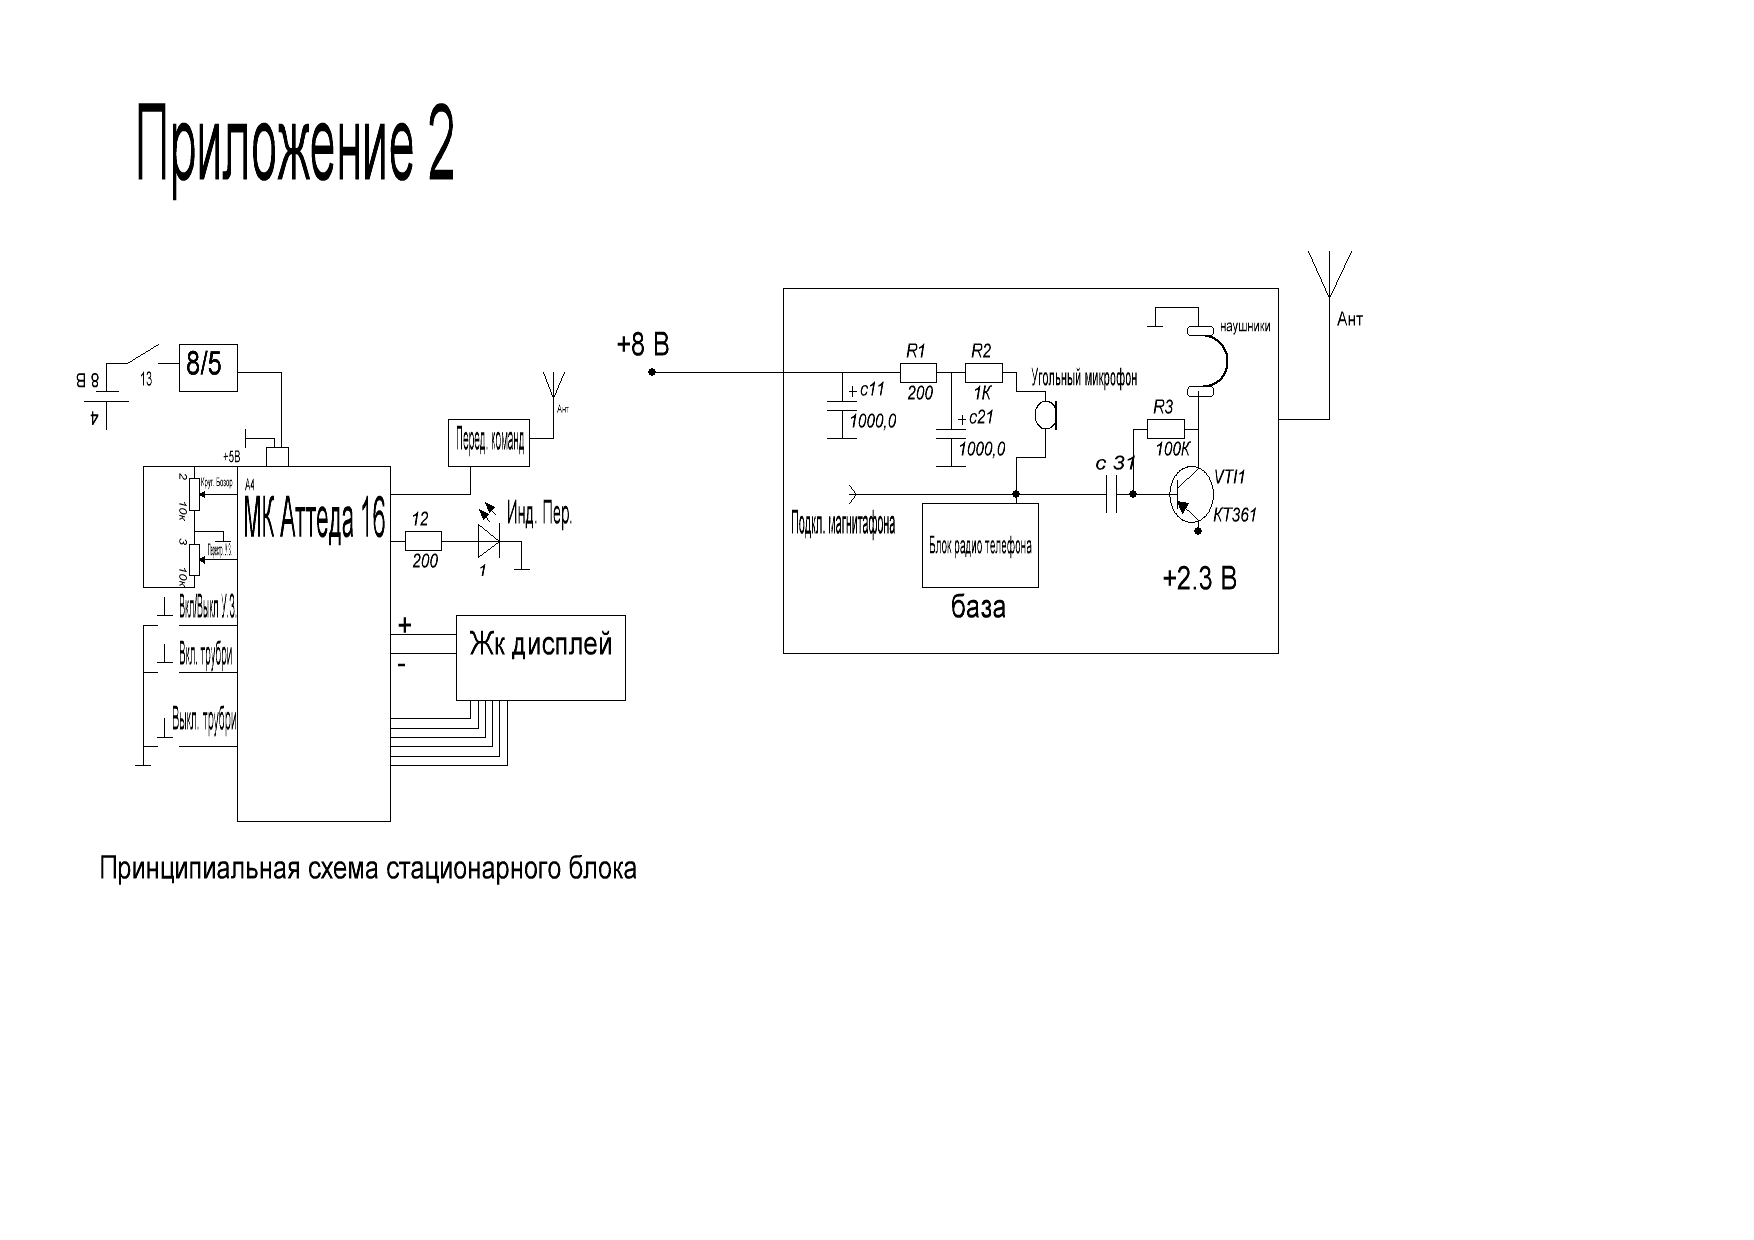 Приложение 2
8 В
4
13
8/5
+5В
2
10к
Круг. Бозор
3
10к
A4
МК Аттеда 16
Вкл/Выкл У.З.
Вкл. трубри
Выкл. трубри
Перед. команд
Ант
12
200
1
Инд. Пер.
+
-
Жк дисплей
Принципиальная схема стационарного блока
+8 В
+ c11
1000,0
R1
200
R2
1К
+ c21
1000,0
Угольный микрофон
Подкл. магнитафона
Блок радио телефона
база
c 31
R3
100К
наушники
VTI1
КТ361
+2.3 В
Ант